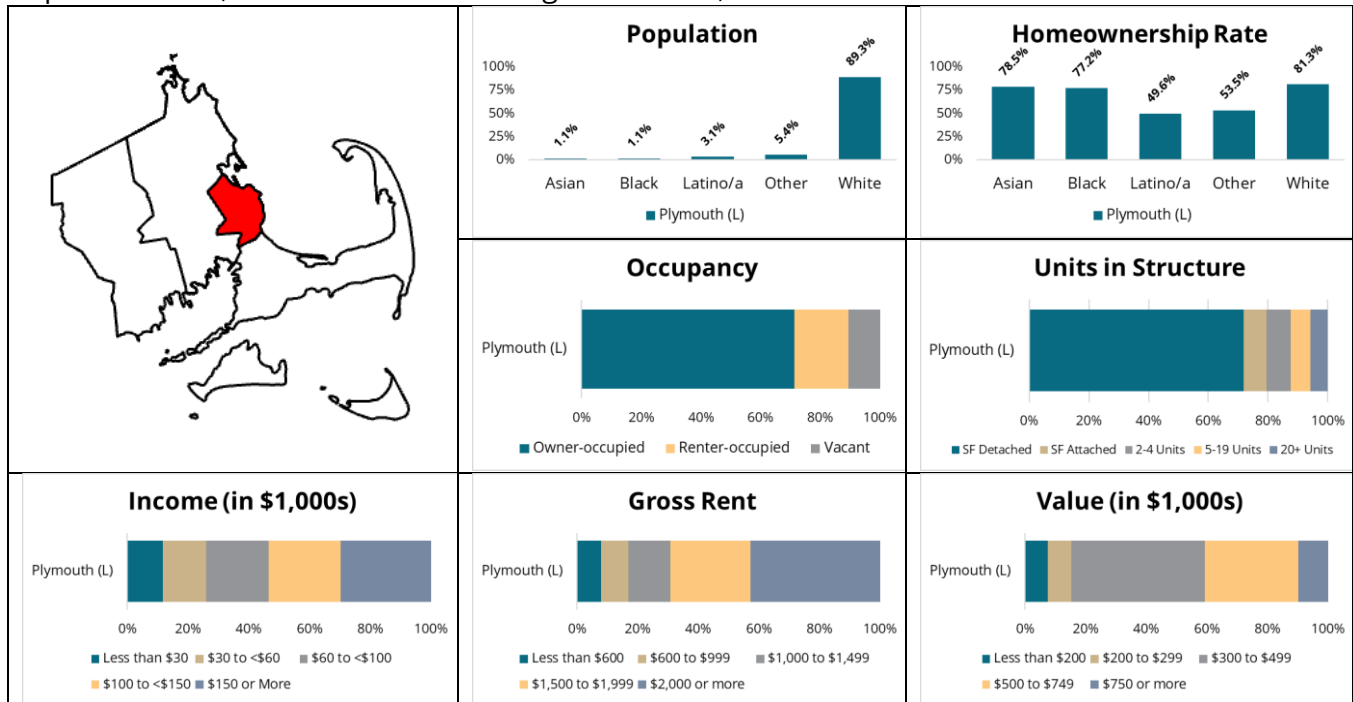 Population
100%
75%
50%
25%
0%
1.1%
1.1%
3.1%
5.4%
89.3%
Asian Black Latino/a Other White
Plymouth (L)
Homeownership Rate
100%
75%
50%
25%
0%
78.5%
77.2%
49.6%
53.5%
81.3%
Asian Black Latino/a Other White
Plymouth (L)
Occupancy
Plymouth (L)
0% 20% 40% 60% 80% 100%
Owner-occupied Renter-occupied Vacant
Units in Structure
Plymouth (L)
0% 20% 40% 60% 80% 100%
SF Detached SF Attached 2-4 Units 5-19 Units 20+ Units
Income (in $1,000s)
Plymouth (L)
0% 20% 40% 60% 80% 100%
Less than $30 $30 to <$60 $60 to <$100
$100 to <$150 $150 or More
Gross Rent
Plymouth (L)
0% 20% 40% 60% 80% 100%
Less than $600 $600 to $999 $1,000 to $1,499
$1,500 to $1,999 $2,000 or more
Value (in $1,000s)
Plymouth (L)
0% 20% 40% 60% 80% 100%
Less than $200 $200 to $299 $300 to $499
$500 to $749 $750 or more